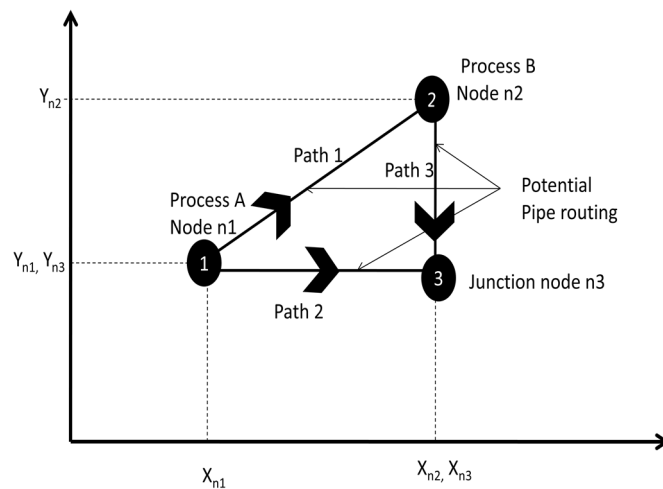 Process B
Node n2
Y_n2
2
Path 1
Path 3
Process A
Node n1
Potential
Pipe routing
Y_n1, Y_n3
1
3
Junction node n3
Path 2
X_n1
X_n2, X_n3